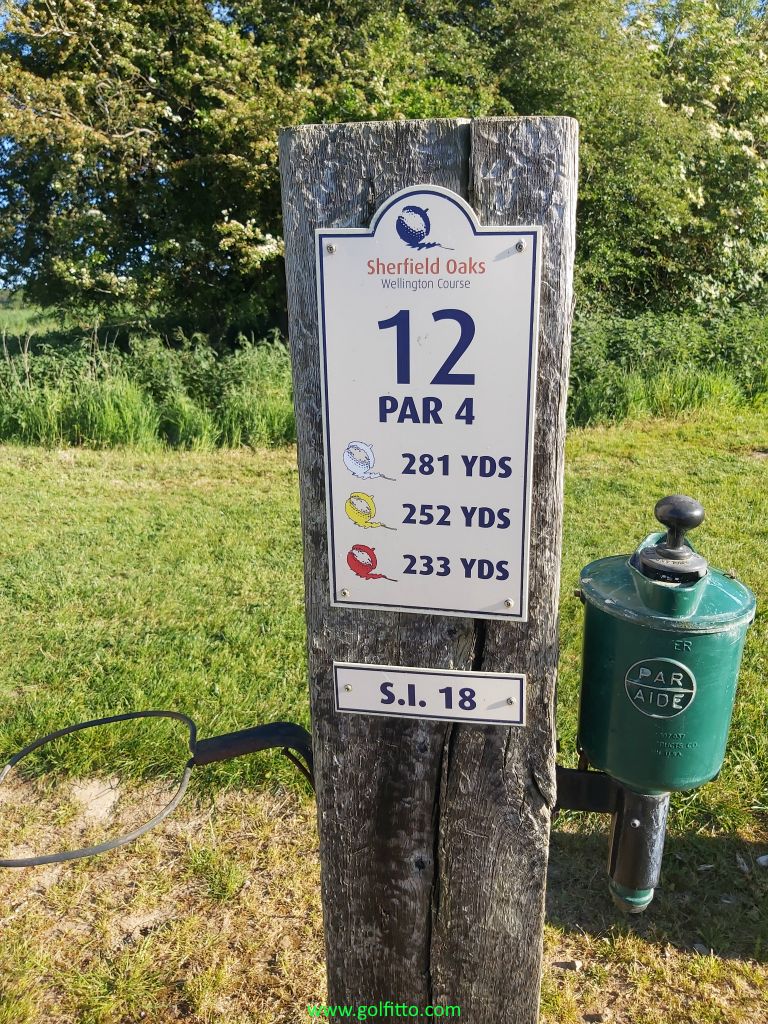 Sherfield Oaks
Wellington Course
12
PAR 4
281 YDS
252 YDS
233 YDS
S.I. 18
ER
PAR
AIDE
www.golfitto.com